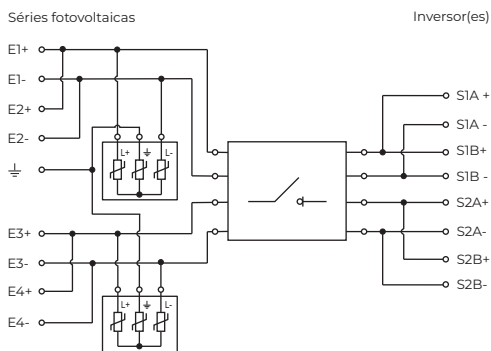 Séries fotovoltaicas
Inversor(es)
E1+
E1-
E2+
E2-
E3+
E3-
E4+
E4-
L+ L-
L+ L-
S1A +
S1A -
S1B+
S1B -
S2A+
S2A-
S2B+
S2B-